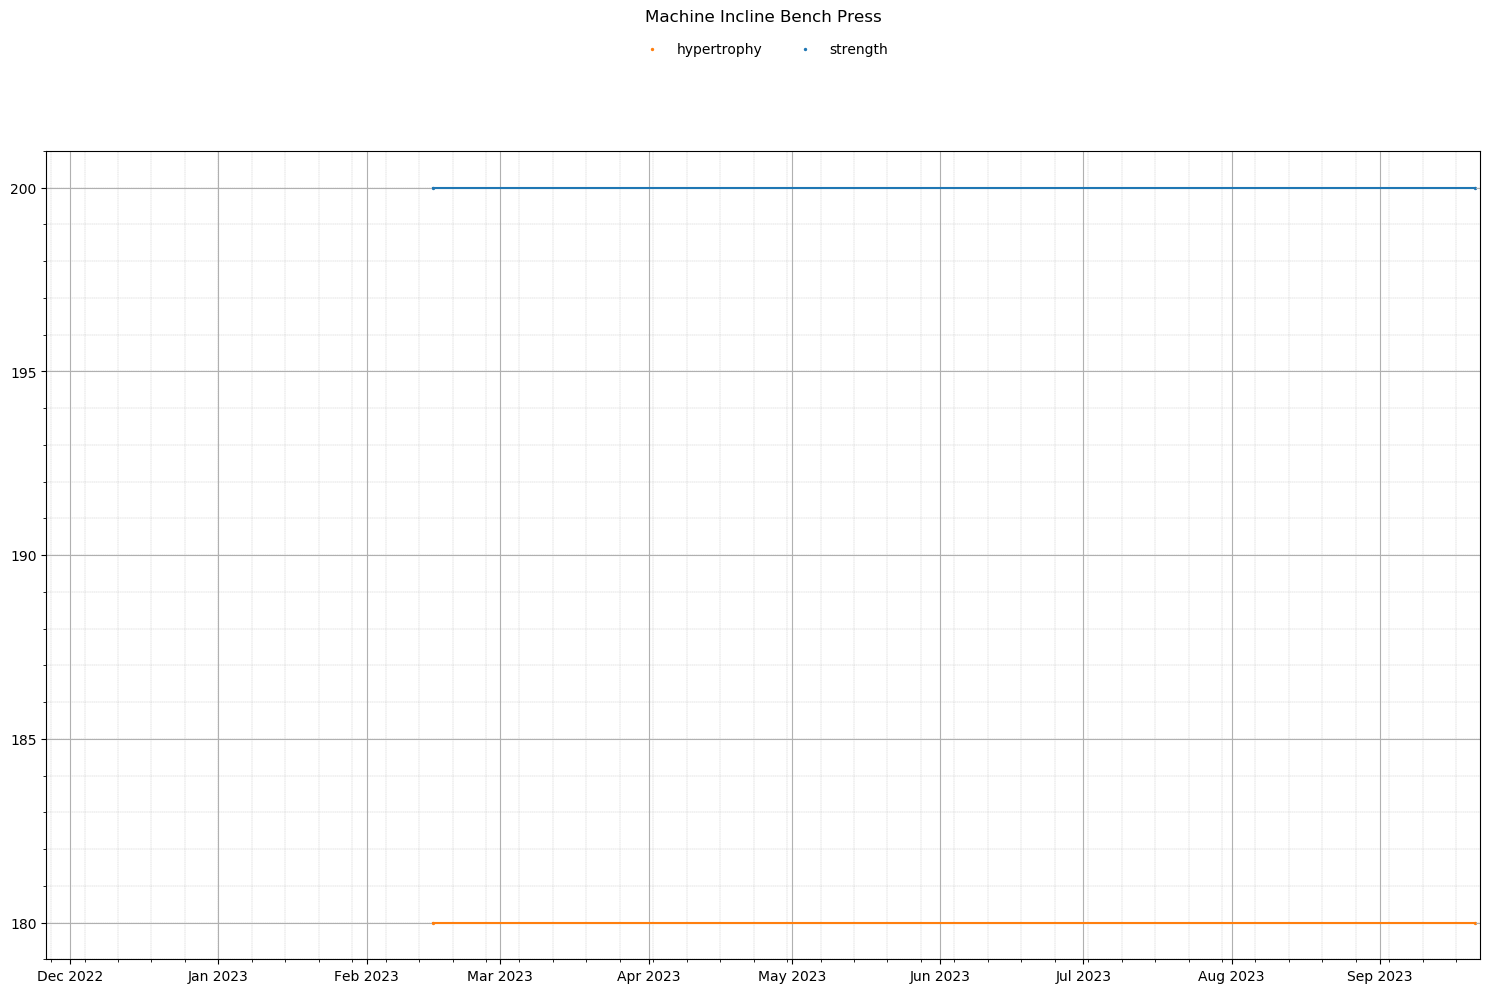 Machine Incline Bench Press
hypertrophy strength
200
195
190
185
180
Dec 2022 Jan 2023 Feb 2023 Mar 2023 Apr 2023 May 2023 Jun 2023 Jul 2023 Aug 2023 Sep 2023